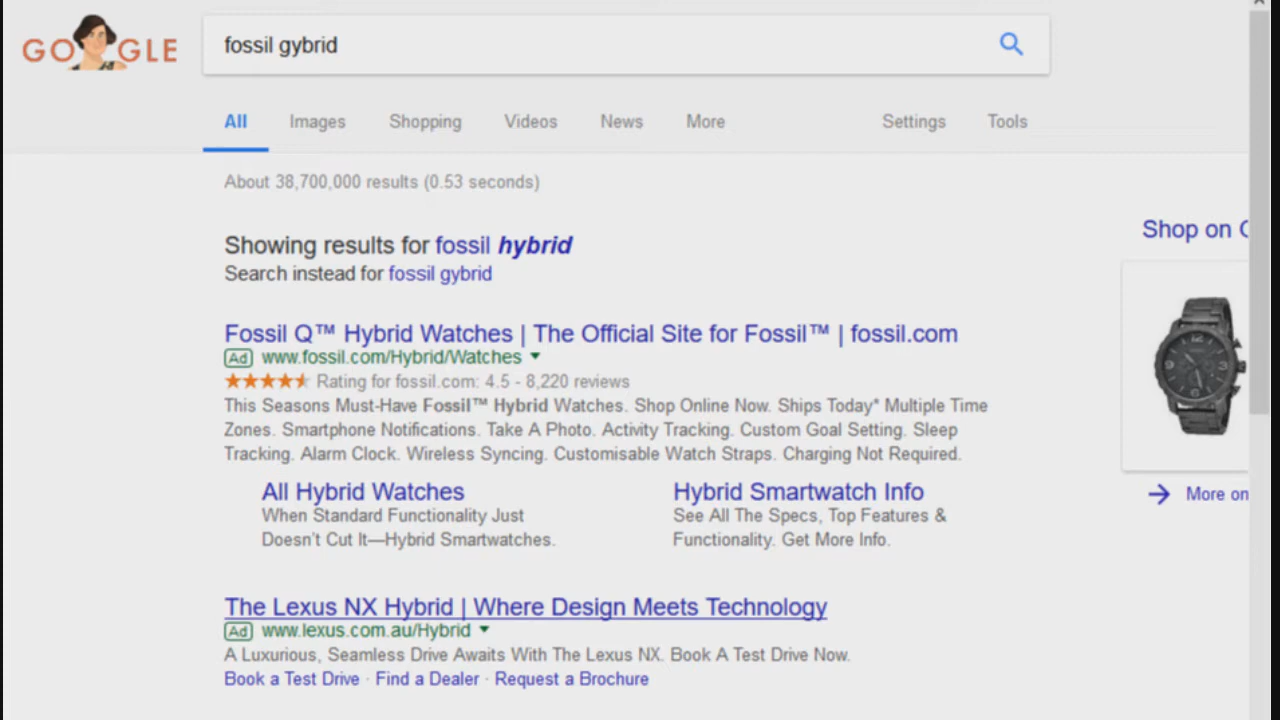 GO GLE
fossil gybrid
All Images Shopping Videos News More Settings Tools
About 38,700,000 results (0.53 seconds)
Showing results for fossil hybrid
Search instead for fossil gybrid
Shop on
Fossil Q™ Hybrid Watches | The Official Site for Fossil™ | fossil.com
Ad www.fossil.com/Hybrid/Watches
Rating for fossil.com: 4.5 - 8,220 reviews
This Seasons Must-Have Fossil™ Hybrid Watches. Shop Online Now. Ships Today* Multiple Time
Zones. Smartphone Notifications. Take A Photo. Activity Tracking. Custom Goal Setting. Sleep
Tracking. Alarm Clock. Wireless Syncing. Customisable Watch Straps. Charging Not Required.
All Hybrid Watches
When Standard Functionality Just
Doesn't Cut It—Hybrid Smartwatches.
Hybrid Smartwatch Info
See All The Specs, Top Features &
Functionality. Get More Info.
→ More on
The Lexus NX Hybrid | Where Design Meets Technology
Ad www.lexus.com.au/Hybrid
A Luxurious, Seamless Drive Awaits With The Lexus NX. Book A Test Drive Now.
Book a Test Drive · Find a Dealer · Request a Brochure